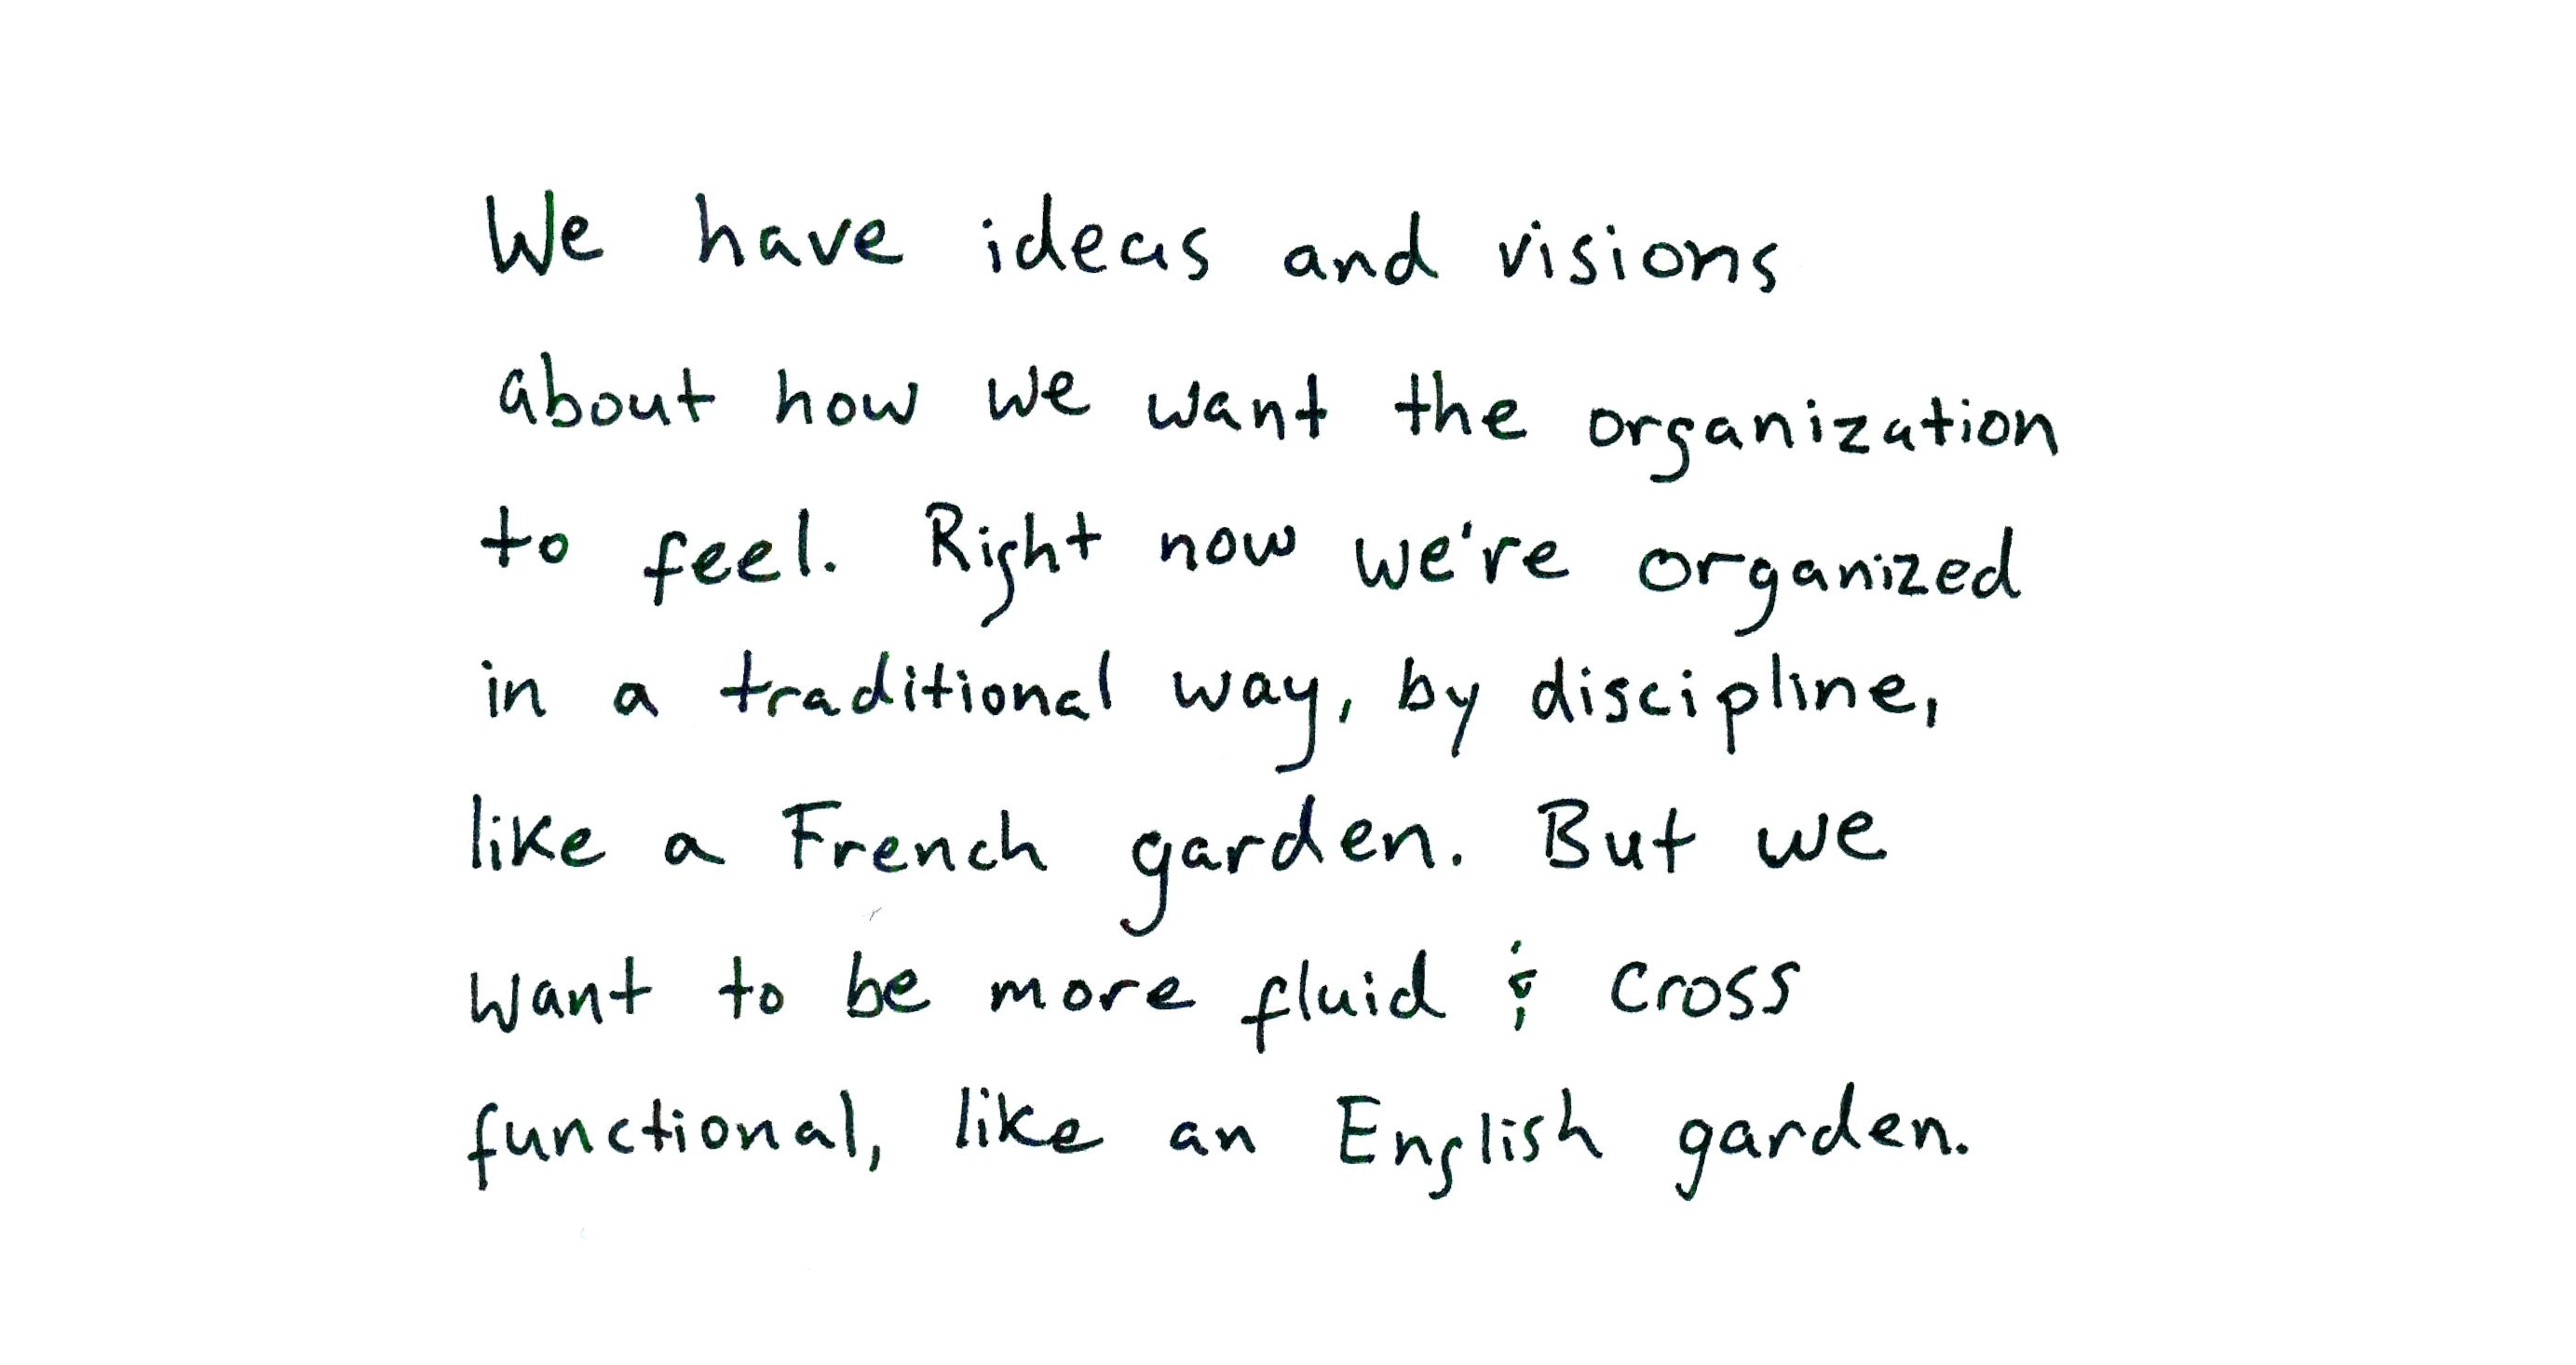 We have ideas and visions
about how we want the organization
to feel. Right now we're organized
in a traditional way, by discipline,
like a French garden. But we
want to be more fluid & cross
functional, like an English garden.